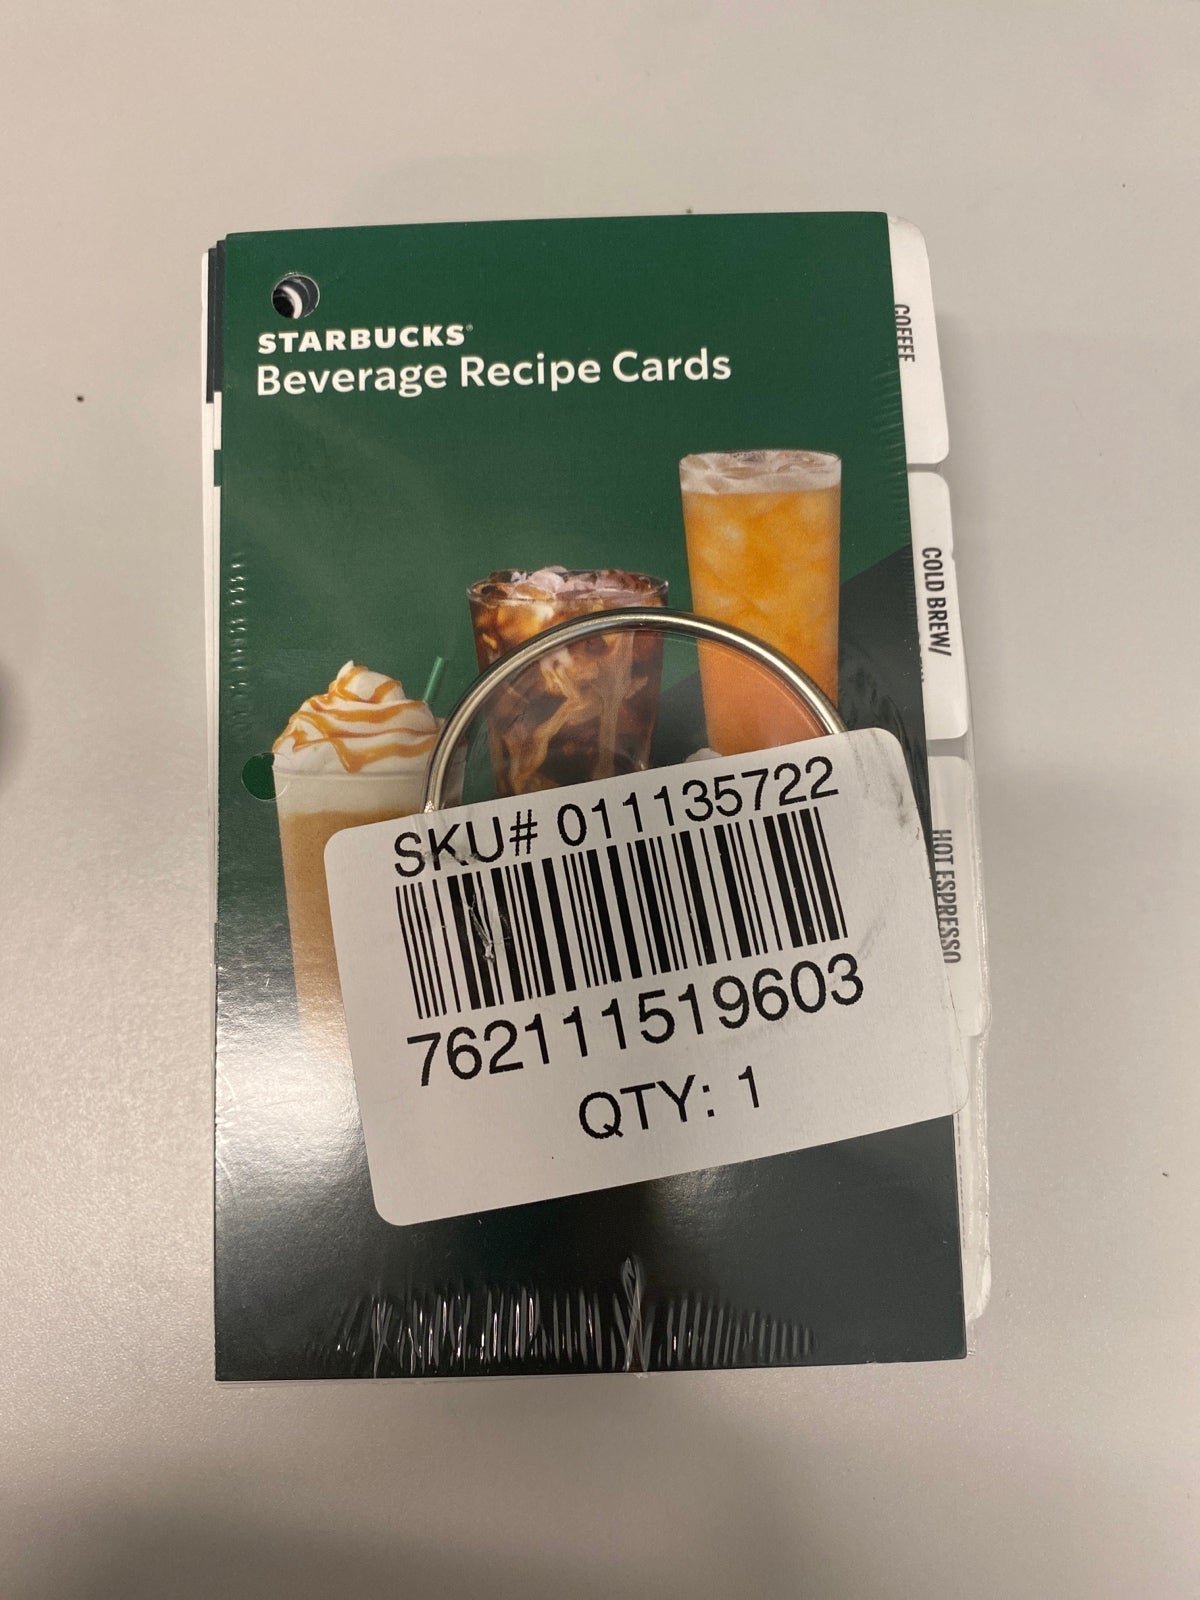 STARBUCKS®
Beverage Recipe Cards
COFFEE
COLD BREW/
HOT ESPRESSO
SKU# 011135722
762111519603
QTY: 1